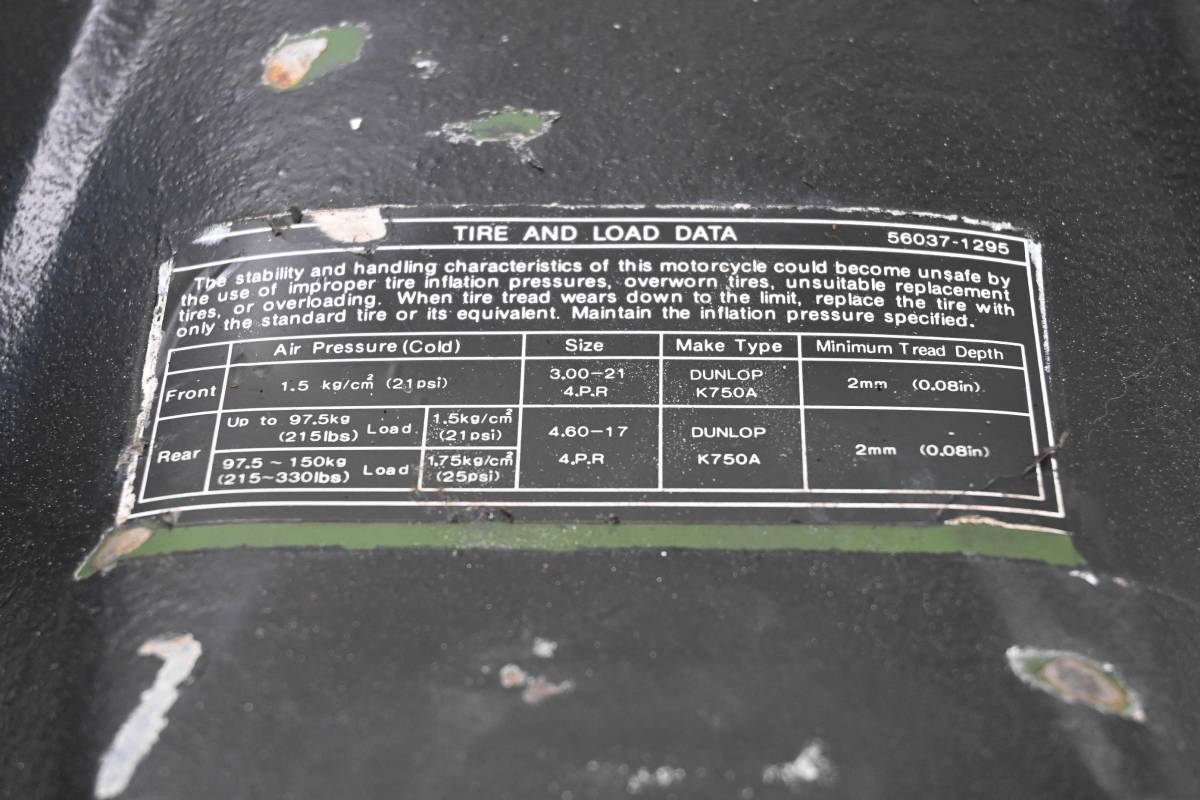 TIRE AND LOAD DATA 56037-1295
The stability and handling characteristics of this motorcycle could become unsafe by
the use of improper tire inflation pressures, overworn tires, unsuitable replacement
tires, or overloading. When tire tread wears down to the limit, replace the tire with
only the standard tire or its equivalent. Maintain the inflation pressure specified.
Air Pressure (Cold) Size Make Type Minimum Tread Depth
Front 1.5 kg/cm² (21psi) 3.00-21 DUNLOP 2mm (0.08in)
4.P.R K750A
Rear Up to 97.5kg Load 1.5kg/cm² 4.60-17 DUNLOP 2mm (0.08in)
(215lbs) (21psi)
97.5 ~ 150kg Load 1.75kg/cm² 4.P.R K750A
(215~330lbs) (25psi)